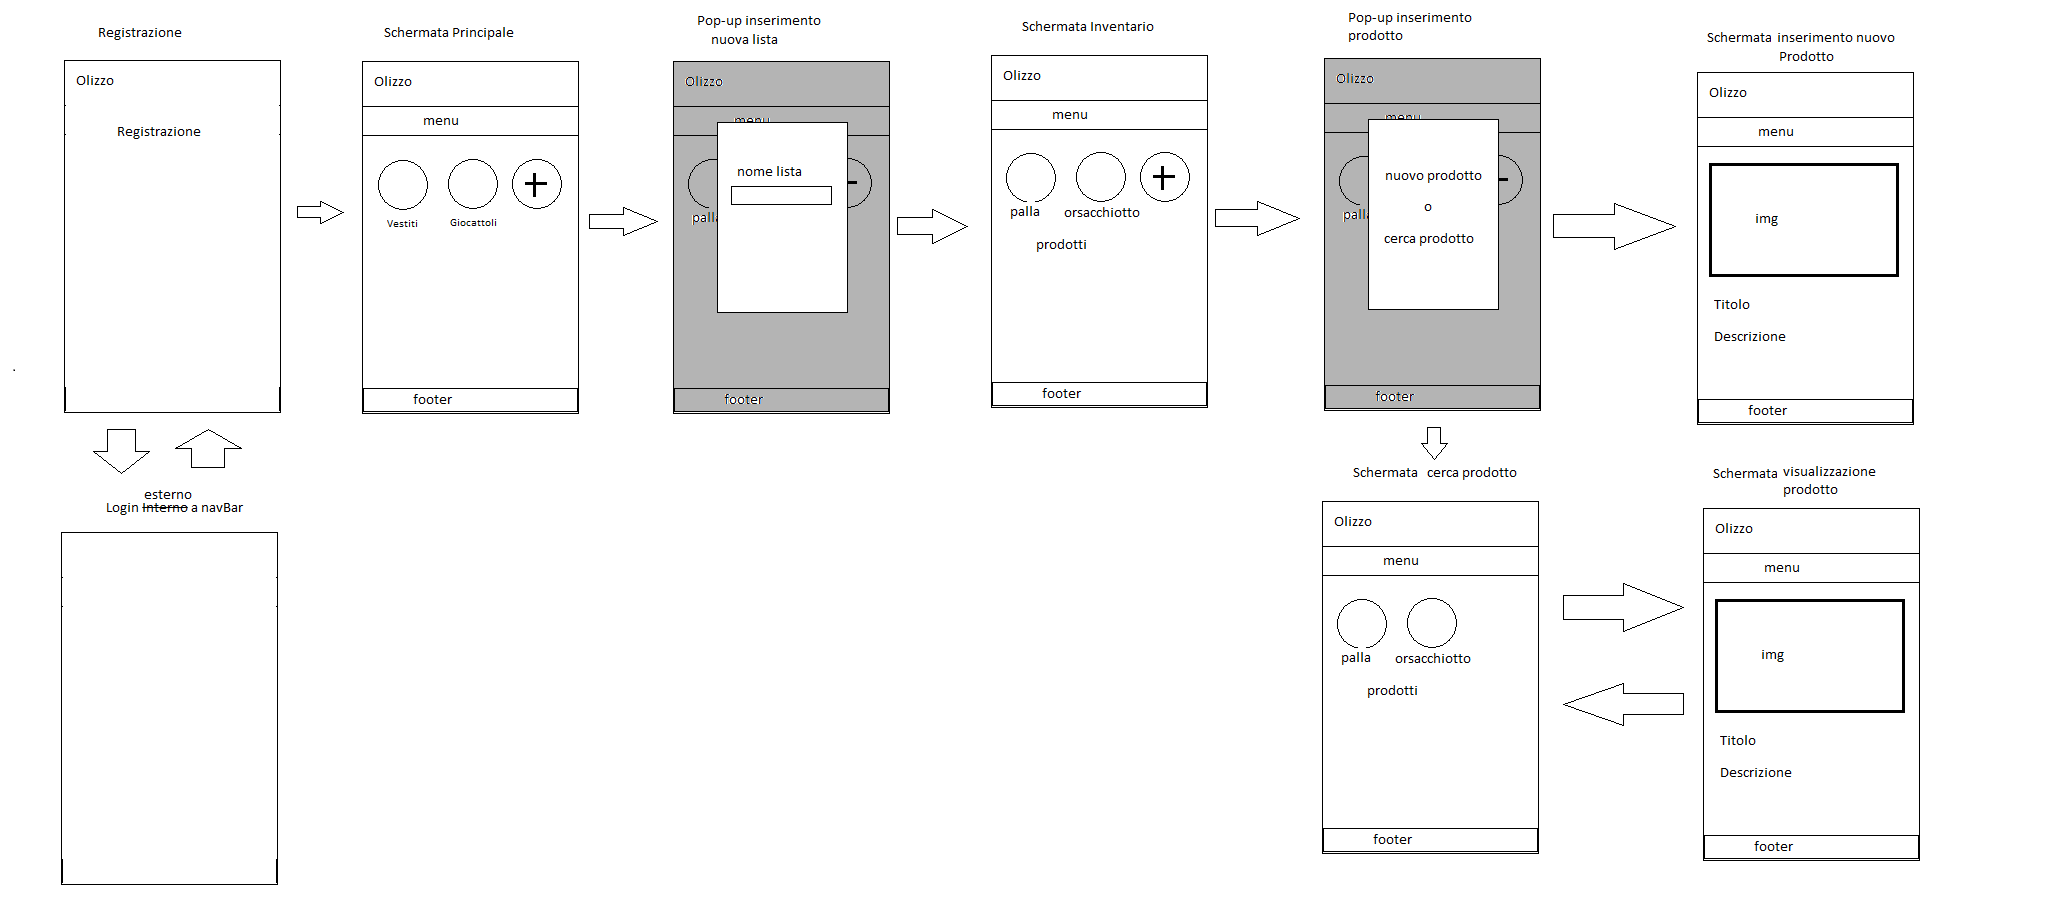 Registrazione
Olizzo
Registrazione
esterno
Login Interno a navBar
Schermata Principale
Olizzo
menu
Vestiti
Giocattoli
footer
Pop-up inserimento
nuova lista
Olizzo
menu
nome lista
palla
footer
Schermata Inventario
Olizzo
menu
palla
orsacchiotto
prodotti
footer
Pop-up inserimento
prodotto
Olizzo
menu
nuovo prodotto
o
cerca prodotto
palla
footer
Schermata inserimento nuovo
Prodotto
Olizzo
menu
img
Titolo
Descrizione
footer
Schermata cerca prodotto
Olizzo
menu
palla
orsacchiotto
prodotti
footer
Schermata visualizzazione
prodotto
Olizzo
menu
img
Titolo
Descrizione
footer